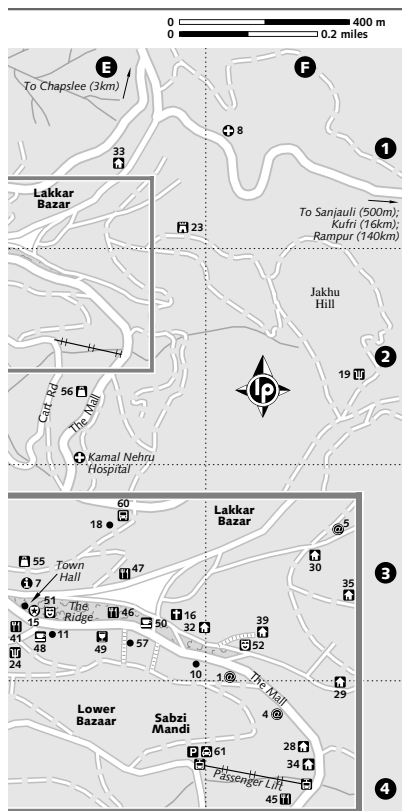 0 400 m
0 0.2 miles
E
F
To Chapslee (3km)
8
1
33
Lakkar
Bazar
To Sanjauli (500m);
Kufri (16km);
Rampur (140km)
23
Jakhu
Hill
2
19
56
Cart Rd
The Mall
lp
Kamal Nehru
Hospital
60
18
Lakkar
Bazar
@5
55
47
30
3
7
Town
Hall
35
51
The
Ridge
46
50
16
32
39
15
41
11
48
49
57
52
24
10
1@
The Mall
29
4@
Lower
Bazaar
Sabzi
Mandi
28
P
61
34
Passenger Lift
45
4